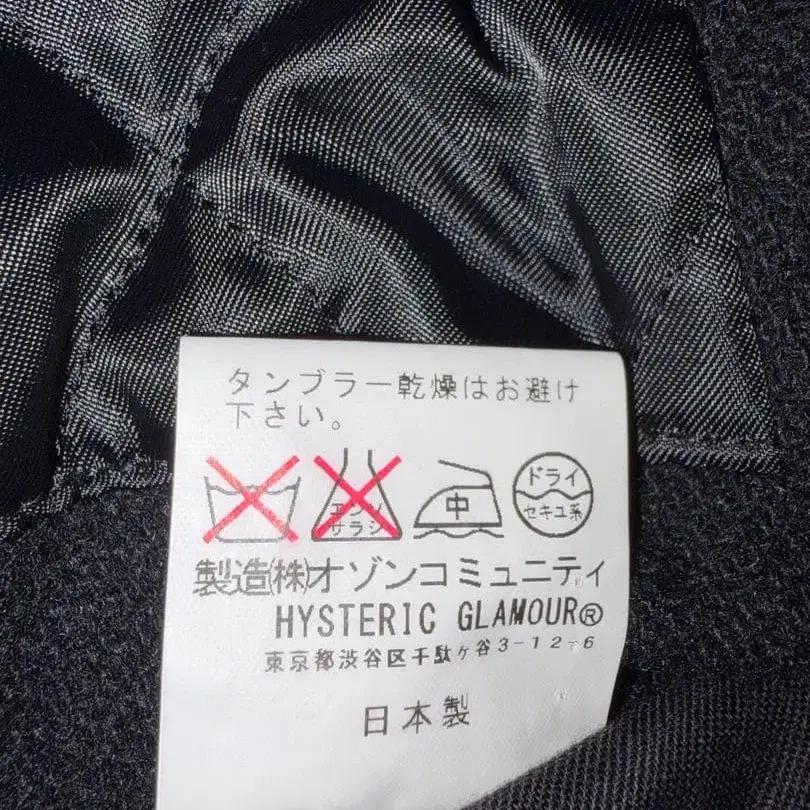 タンブラー乾燥はお避け
下さい。
エンソ
サラシ
中
ドライ
セキユ系
製造㈱オゾンコミュニティ
HYSTERIC GLAMOUR®
東京都渋谷区千駄ヶ谷3-12-6
日本製